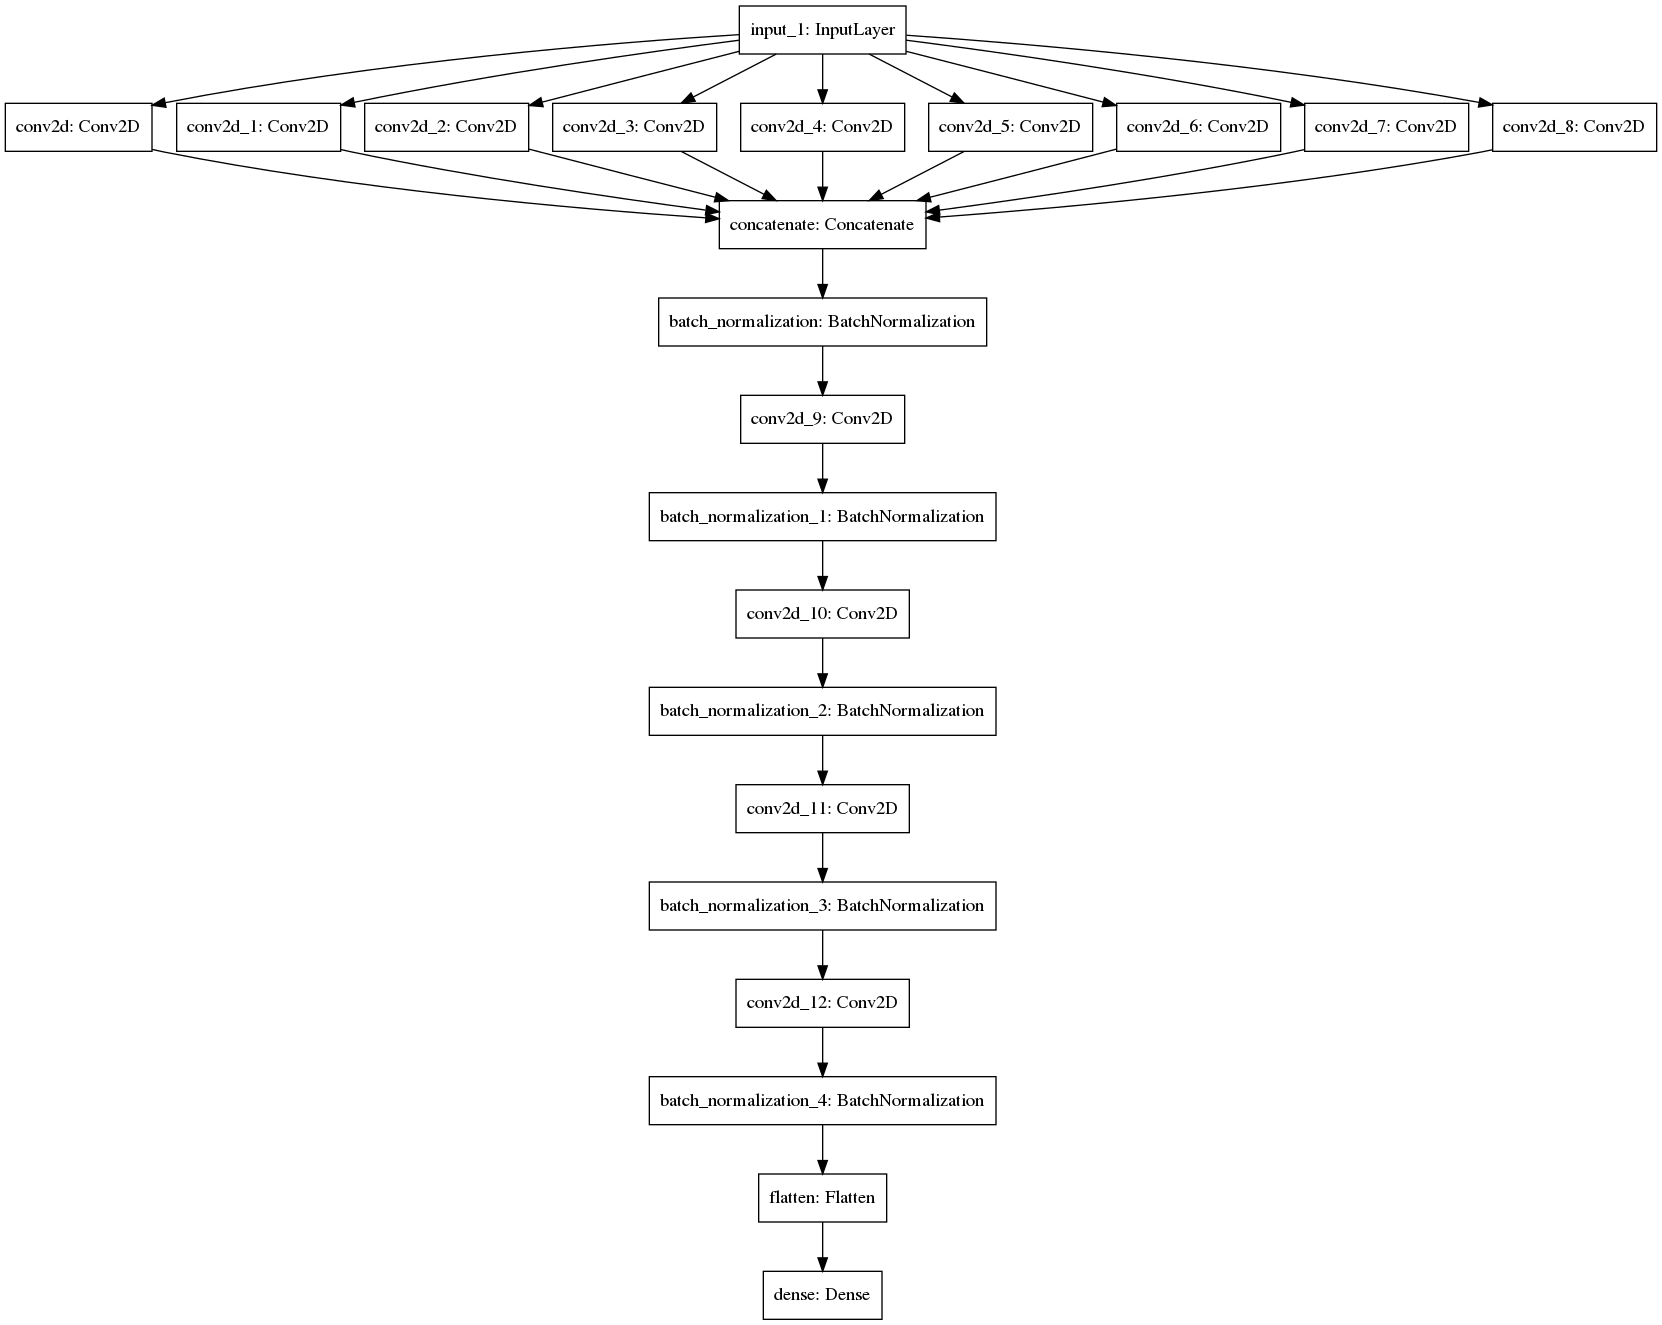 input_1: InputLayer
conv2d: Conv2D
conv2d_1: Conv2D
conv2d_2: Conv2D
conv2d_3: Conv2D
conv2d_4: Conv2D
conv2d_5: Conv2D
conv2d_6: Conv2D
conv2d_7: Conv2D
conv2d_8: Conv2D
concatenate: Concatenate
batch_normalization: BatchNormalization
conv2d_9: Conv2D
batch_normalization_1: BatchNormalization
conv2d_10: Conv2D
batch_normalization_2: BatchNormalization
conv2d_11: Conv2D
batch_normalization_3: BatchNormalization
conv2d_12: Conv2D
batch_normalization_4: BatchNormalization
flatten: Flatten
dense: Dense